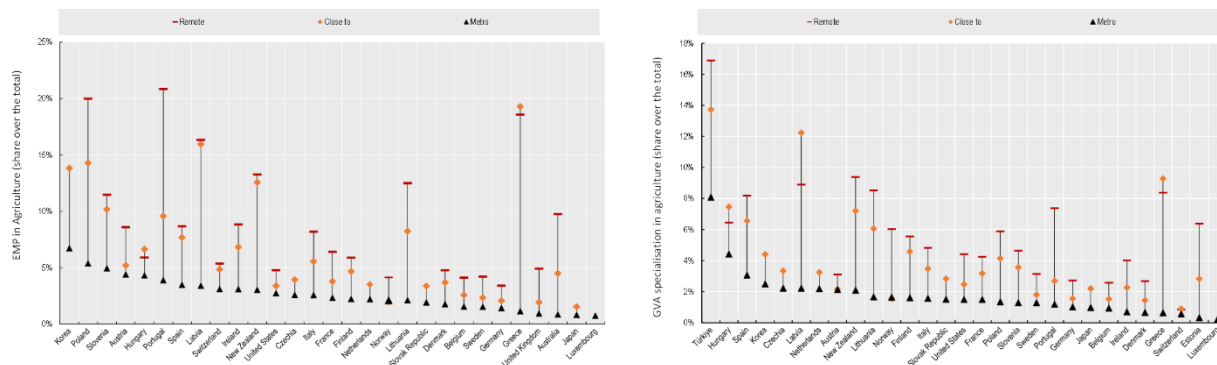 Remote Close to Metro
EMP in Agriculture (share over the total)
25%
20%
15%
10%
5%
0%
Korea
Poland
Slovenia
Austria
Hungary
Portugal
Spain
Latvia
Switzerland
Ireland
New Zealand
United States
Czechia
Italy
France
Finland
Netherlands
Norway
Lithuania
Slovak Republic
Denmark
Belgium
Sweden
Germany
Greece
United Kingdom
Australia
Japan
Luxembourg
Remote Close to Metro
GVA specialisation in agriculture (share over the total)
18%
16%
14%
12%
10%
8%
6%
4%
2%
0%
Türkiye
Hungary
Spain
Korea
Czechia
Latvia
Netherlands
Austria
New Zealand
Lithuania
Norway
Finland
Italy
Slovak Republic
United States
France
Poland
Slovenia
Sweden
Portugal
Germany
Japan
Belgium
Ireland
Denmark
Greece
Switzerland
Estonia
Luxembourg